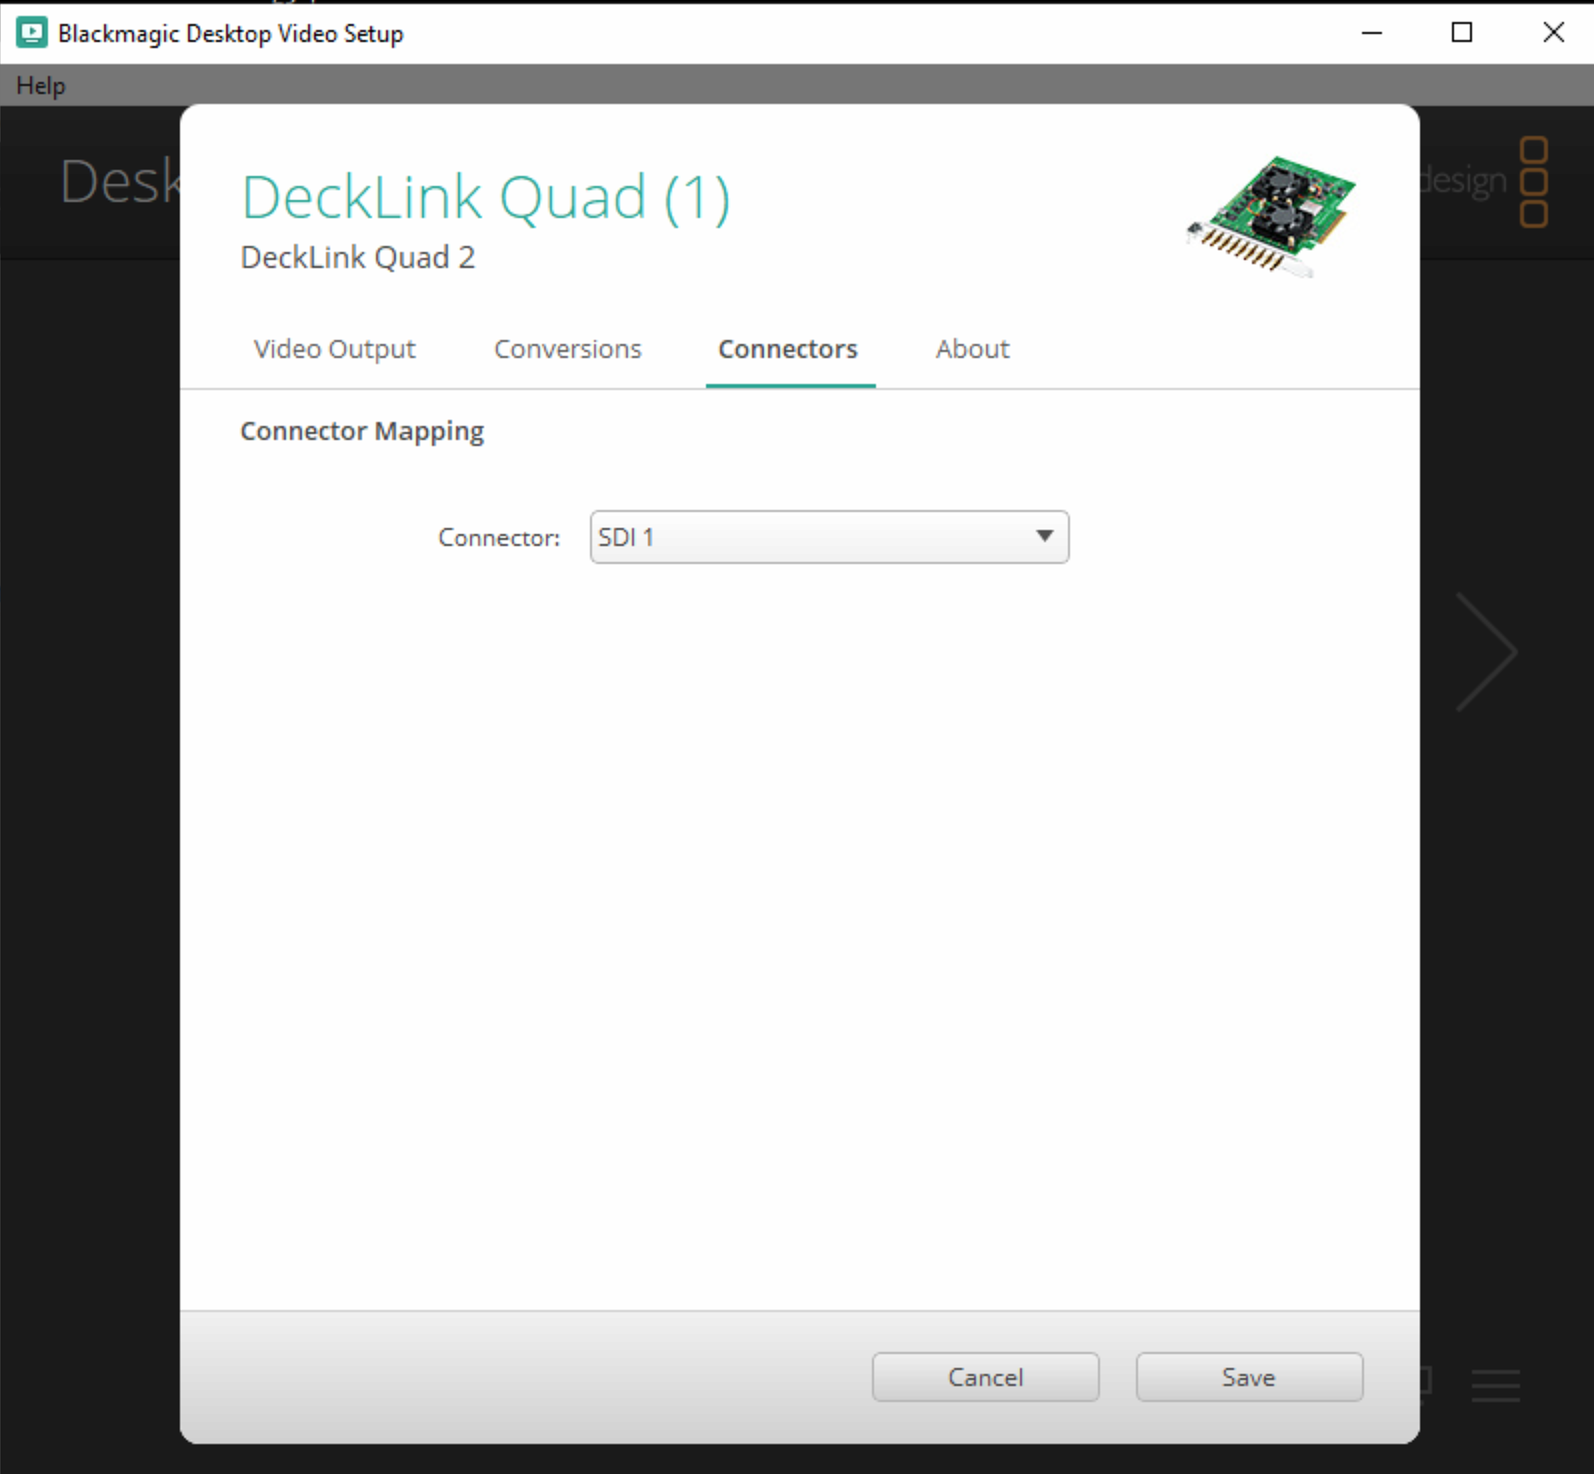 Blackmagic Desktop Video Setup
Help
Desk
design
DeckLink Quad (1)
DeckLink Quad 2
Video Output
Conversions
Connectors
About
Connector Mapping
Connector:
SDI 1
Cancel
Save